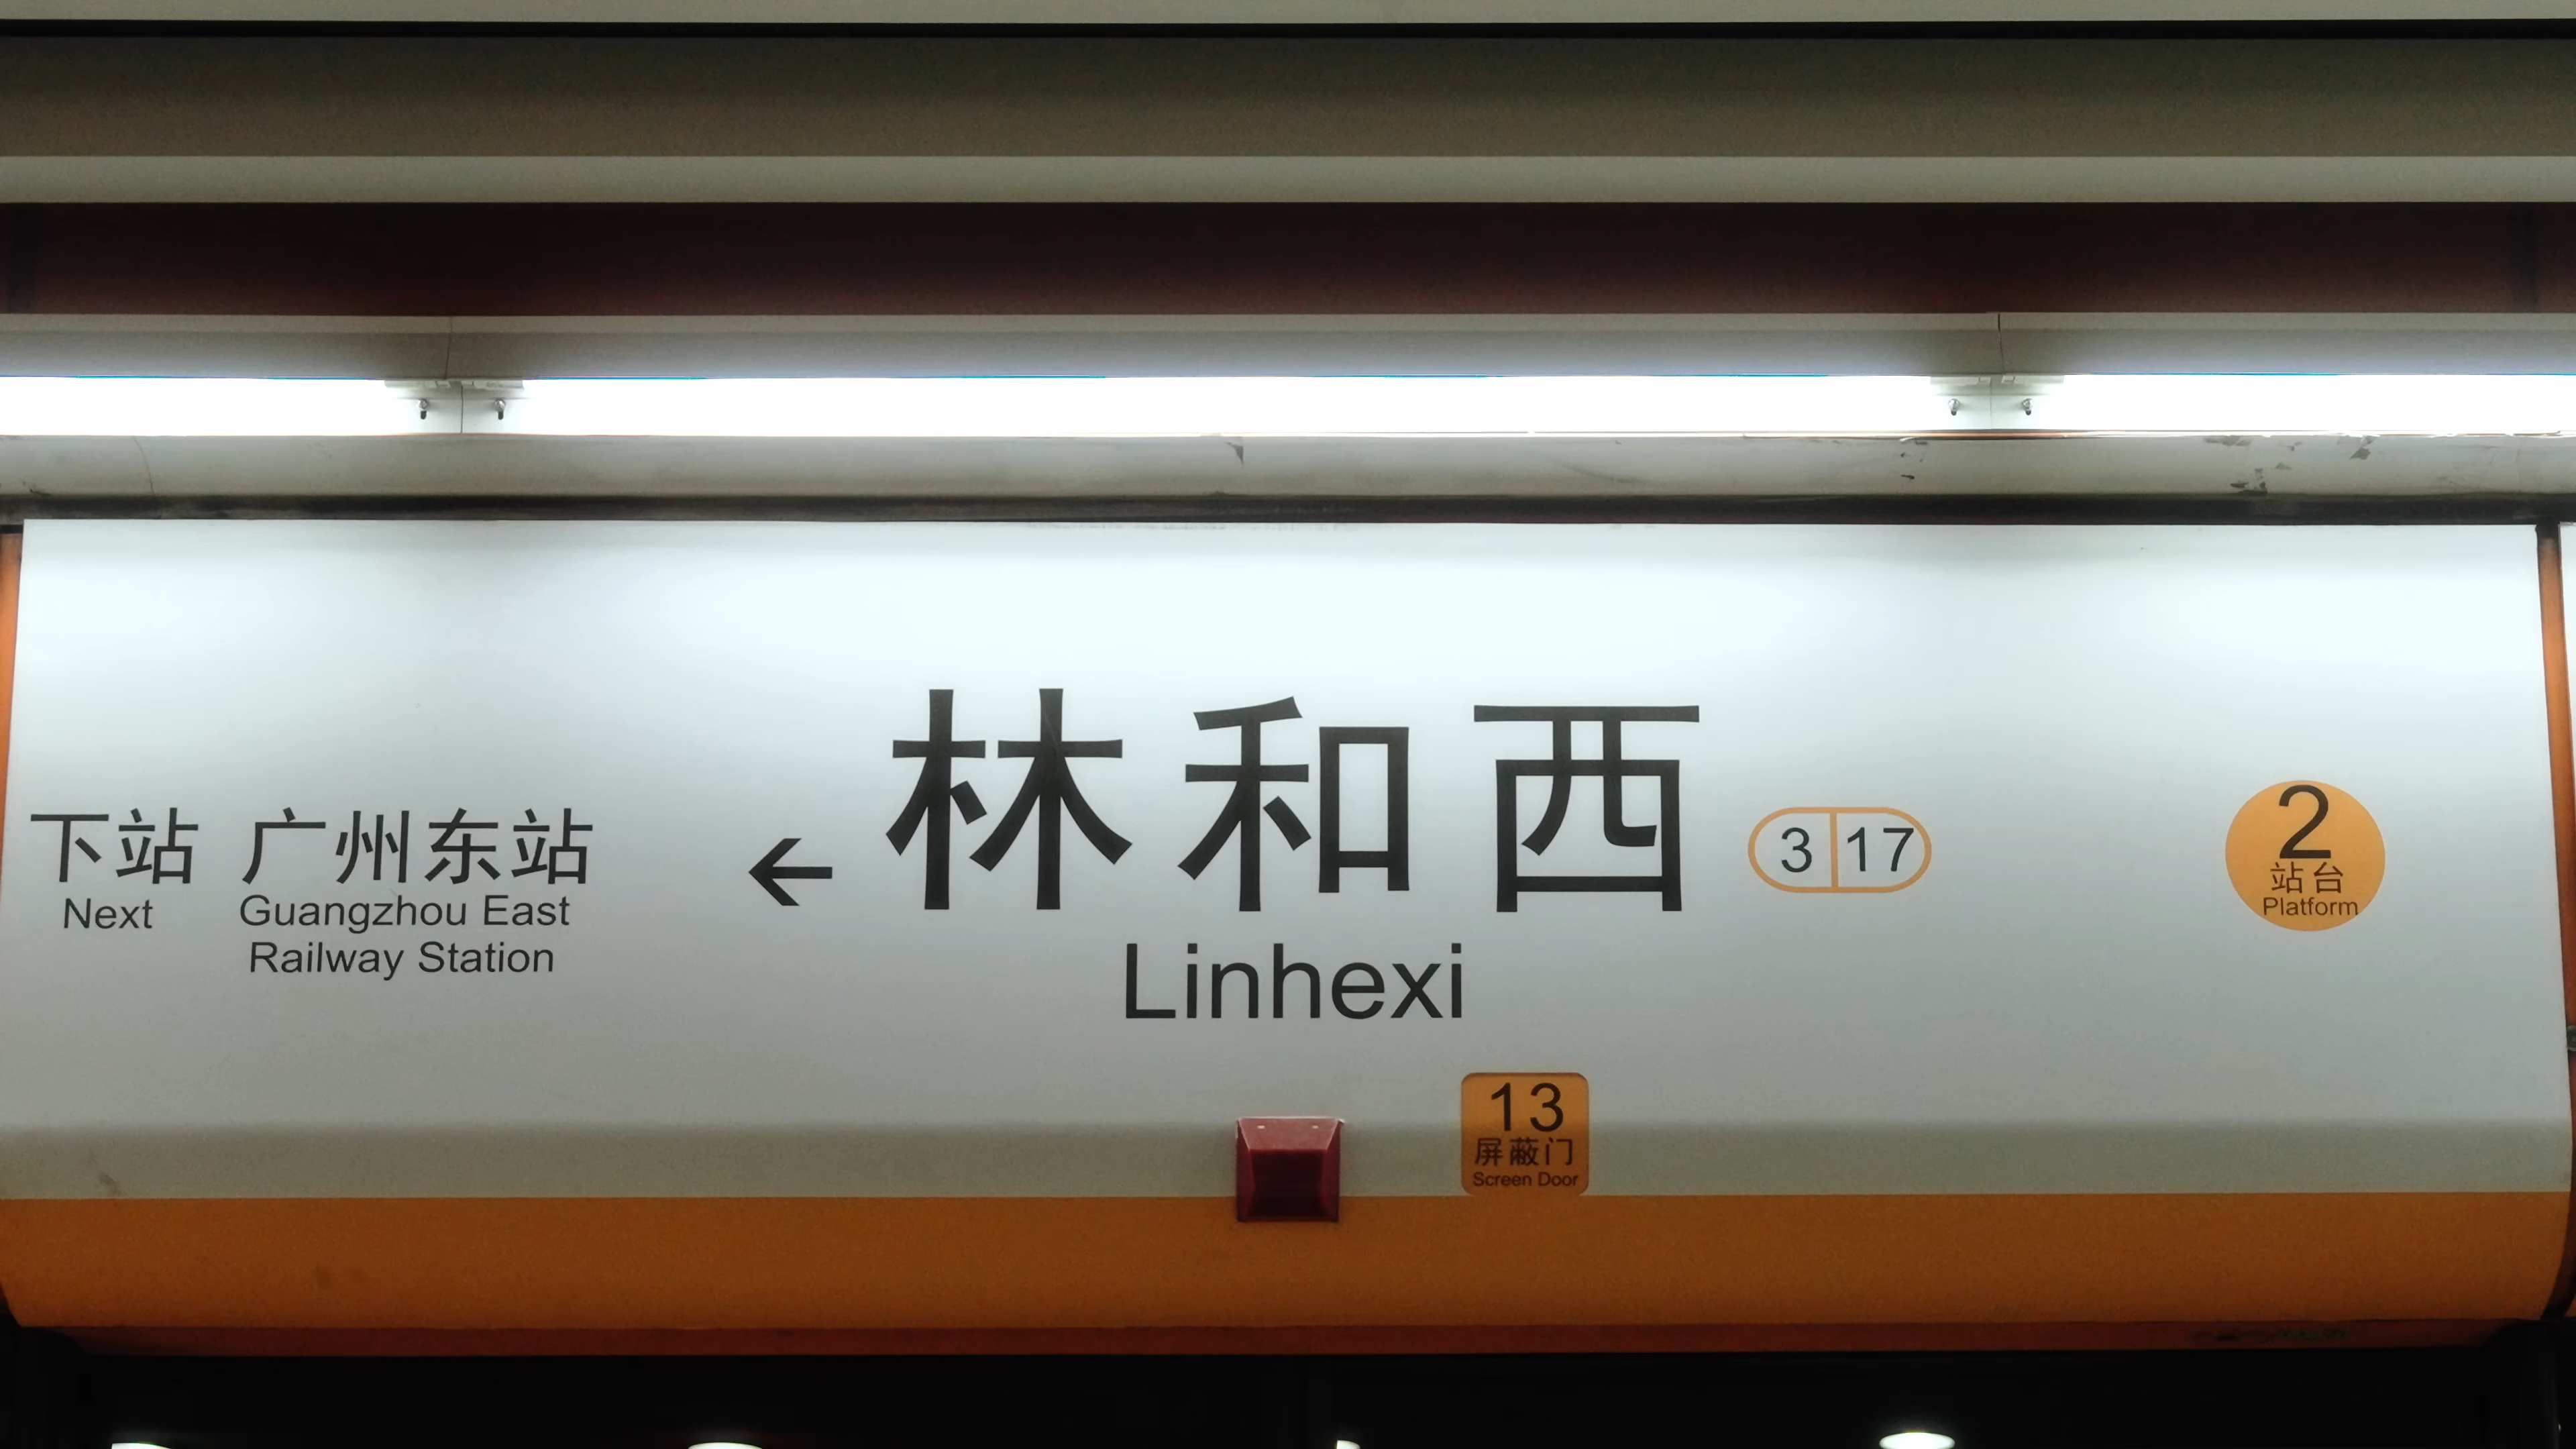 下站 广州东站
Next Guangzhou East
Railway Station
←
林和西
Linhexi
3 17
2
站台
Platform
13
屏蔽门
Screen Door